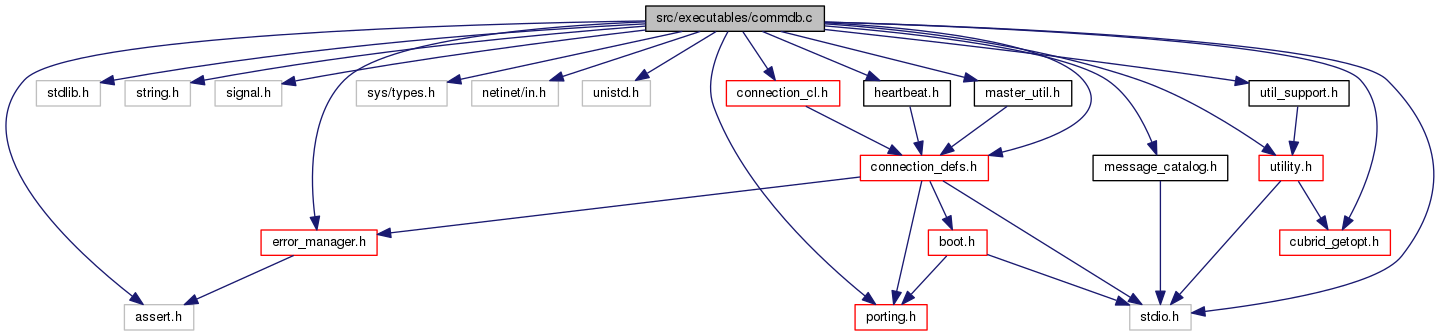 src/executables/commdb.c
stdlib.h
string.h
signal.h
sys/types.h
netinet/in.h
unistd.h
connection_cl.h
heartbeat.h
master_util.h
util_support.h
connection_defs.h
message_catalog.h
utility.h
error_manager.h
boot.h
cubrid_getopt.h
assert.h
porting.h
stdio.h